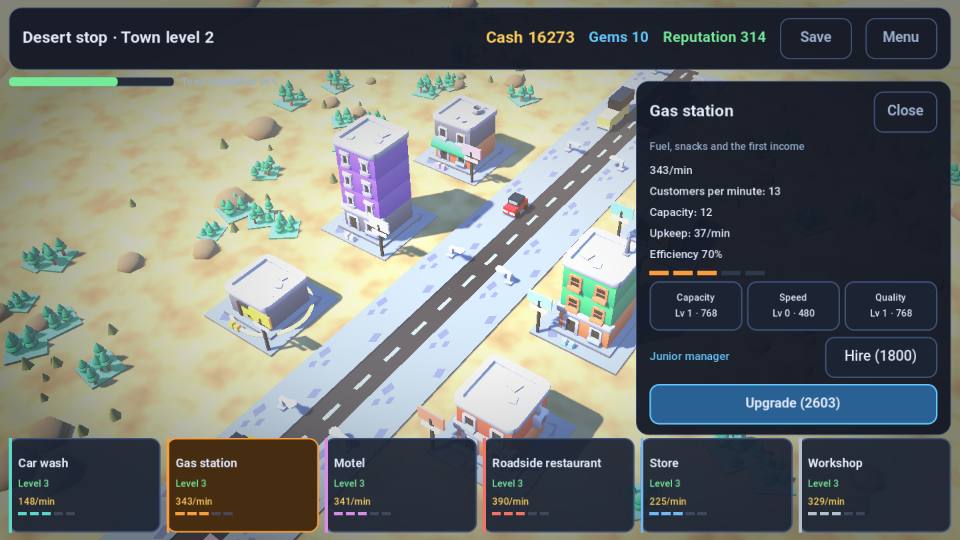 Desert stop · Town level 2
Cash 16273 Gems 10 Reputation 314
Save
Menu
Gas station
Close
Fuel, snacks and the first income
343/min
Customers per minute: 13
Capacity: 12
Upkeep: 37/min
Efficiency 70%
Capacity
Lv 1 · 768
Speed
Lv 0 · 480
Quality
Lv 1 · 768
Junior manager
Hire (1800)
Upgrade (2603)
Car wash
Level 3
148/min
Gas station
Level 3
343/min
Motel
Level 3
341/min
Roadside restaurant
Level 3
390/min
Store
Level 3
225/min
Workshop
Level 3
329/min